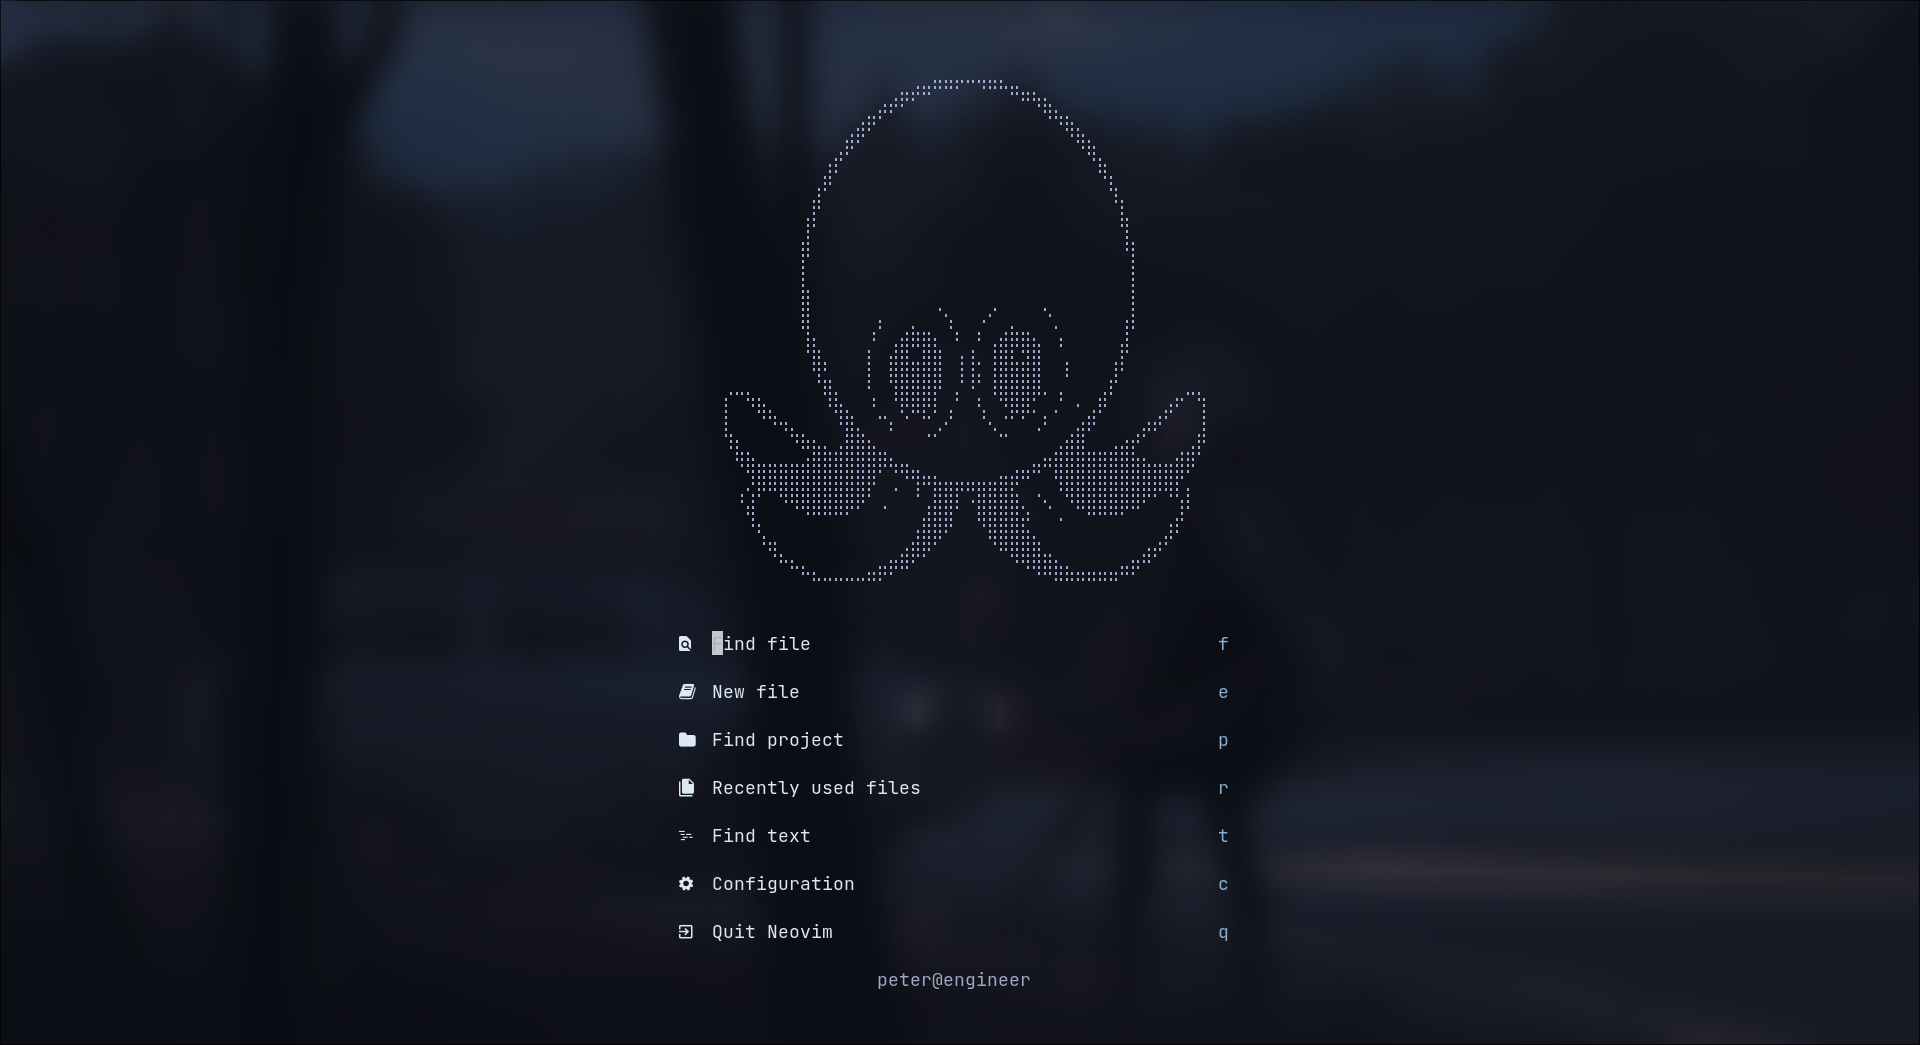 Find file f
New file e
Find project p
Recently used files r
Find text t
Configuration c
Quit Neovim q
peter@engineer